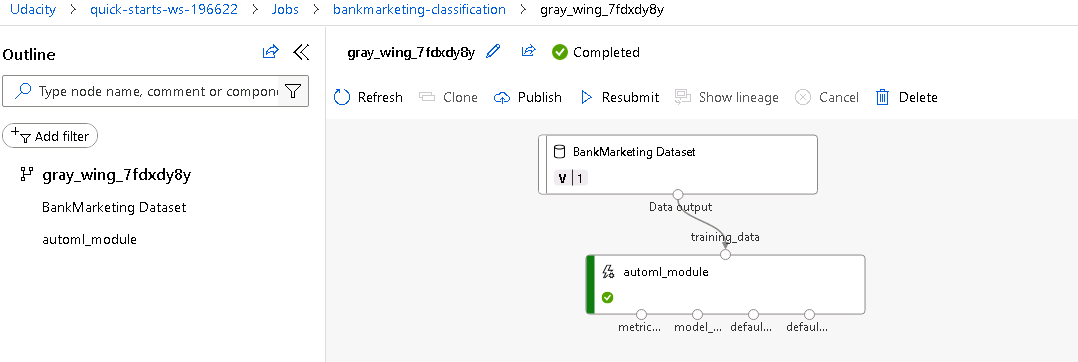 Udacity > quick-starts-ws-196622 > Jobs > bankmarketing-classification > gray_wing_7fdxdy8y
Outline
Type node name, comment or compon
Add filter
gray_wing_7fdxdy8y
BankMarketing Dataset
automl_module
gray_wing_7fdxdy8y Completed
Refresh Clone Publish Resubmit Show lineage Cancel Delete
BankMarketing Dataset
V | 1
Data output
training_data
automl_module
metric... model_... defaul... defaul...